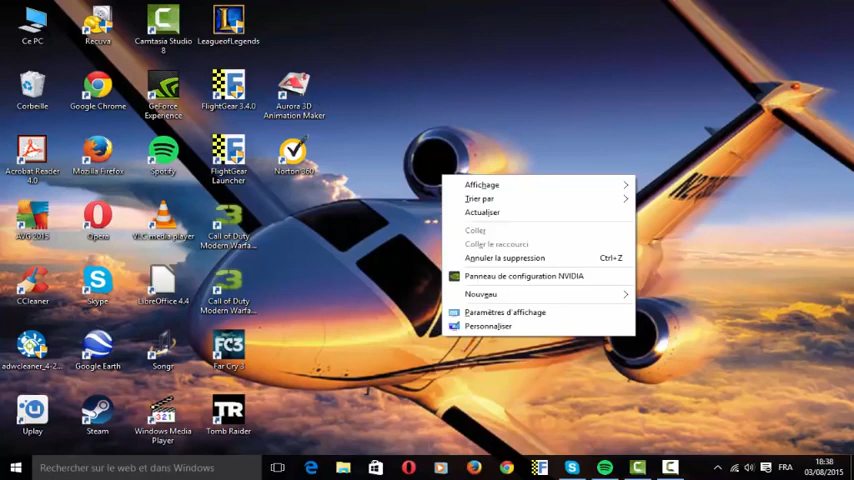 Ce PC
Recuva
Camtasia Studio
8
LeagueofLegends
Corbeille
Google Chrome
GeForce
Experience
FlightGear 3.4.0
Aurora 3D
Animation Maker
Acrobat Reader
4.0
Mozilla Firefox
Spotify
FlightGear
Launcher
Norton 360
AVG 2015
Opera
VLC media player
Call of Duty
Modern Warfa...
CCleaner
Skype
LibreOffice 4.4
Call of Duty
Modern Warfa...
adwcleaner_4-2...
Google Earth
Songr
FC3
Far Cry 3
Uplay
Steam
321
Windows Media
Player
TR
Tomb Raider
Affichage
Trier par
Actualiser
Coller
Coller le raccourci
Annuler la suppression Ctrl+Z
Panneau de configuration NVIDIA
Nouveau
Paramètres d'affichage
Personnaliser
Rechercher sur le web et dans Windows
FRA
18:38
03/08/2015